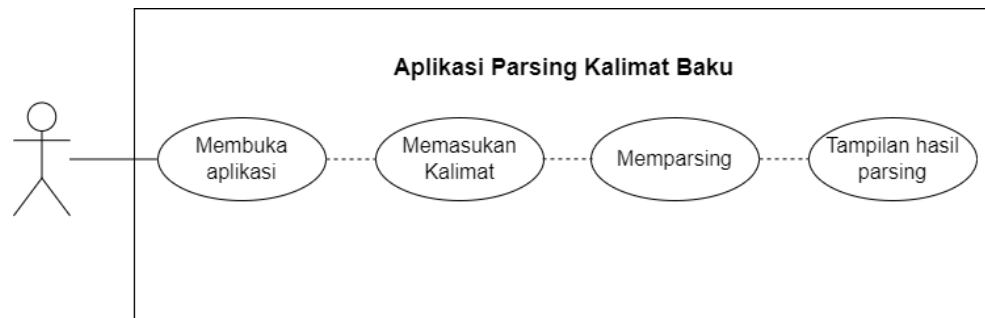 Aplikasi Parsing Kalimat Baku
Membuka
aplikasi
Memasukan
Kalimat
Memparsing
Tampilan hasil
parsing